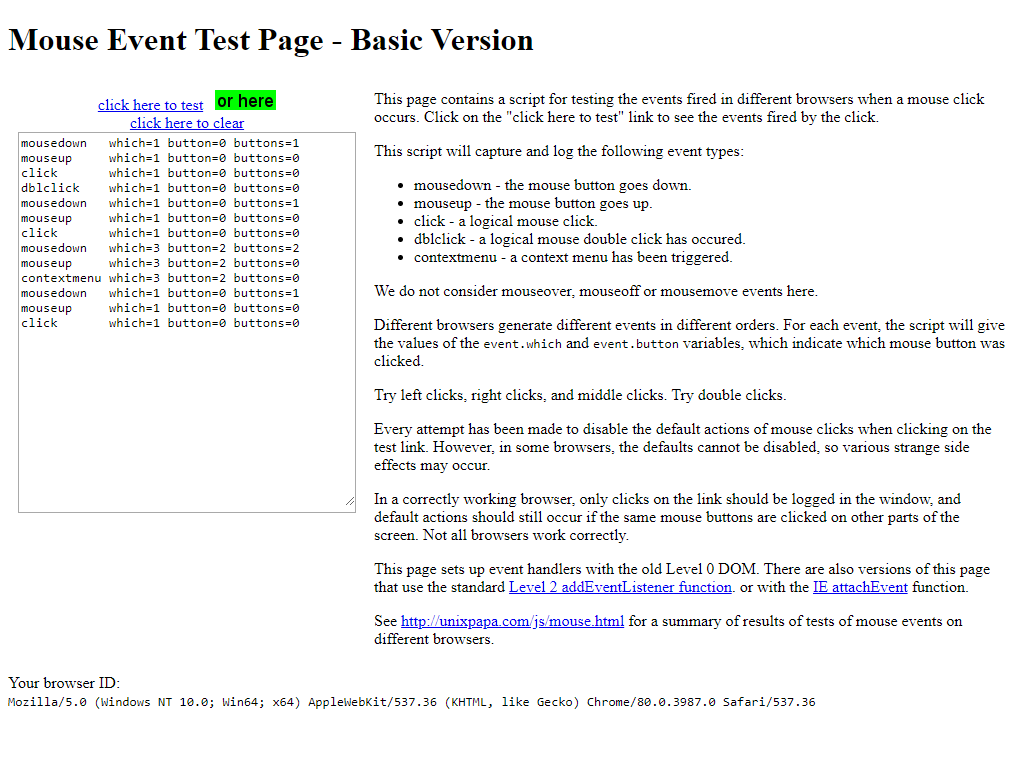 Mouse Event Test Page - Basic Version
click here to test or here
click here to clear
mousedown which=1 button=0 buttons=1
mouseup which=1 button=0 buttons=0
click which=1 button=0 buttons=0
dblclick which=1 button=0 buttons=0
mousedown which=1 button=0 buttons=1
mouseup which=1 button=0 buttons=0
click which=1 button=0 buttons=0
mousedown which=3 button=2 buttons=2
mouseup which=3 button=2 buttons=0
contextmenu which=3 button=2 buttons=0
mousedown which=1 button=0 buttons=1
mouseup which=1 button=0 buttons=0
click which=1 button=0 buttons=0
This page contains a script for testing the events fired in different browsers when a mouse click
occurs. Click on the "click here to test" link to see the events fired by the click.
This script will capture and log the following event types:
• mousedown - the mouse button goes down.
• mouseup - the mouse button goes up.
• click - a logical mouse click.
• dblclick - a logical mouse double click has occured.
• contextmenu - a context menu has been triggered.
We do not consider mouseover, mouseoff or mousemove events here.
Different browsers generate different events in different orders. For each event, the script will give
the values of the event.which and event.button variables, which indicate which mouse button was
clicked.
Try left clicks, right clicks, and middle clicks. Try double clicks.
Every attempt has been made to disable the default actions of mouse clicks when clicking on the
test link. However, in some browsers, the defaults cannot be disabled, so various strange side
effects may occur.
In a correctly working browser, only clicks on the link should be logged in the window, and
default actions should still occur if the same mouse buttons are clicked on other parts of the
screen. Not all browsers work correctly.
This page sets up event handlers with the old Level 0 DOM. There are also versions of this page
that use the standard Level 2 addEventListener function. or with the IE attachEvent function.
See http://unixpapa.com/js/mouse.html for a summary of results of tests of mouse events on
different browsers.
Your browser ID:
Mozilla/5.0 (Windows NT 10.0; Win64; x64) AppleWebKit/537.36 (KHTML, like Gecko) Chrome/80.0.3987.0 Safari/537.36